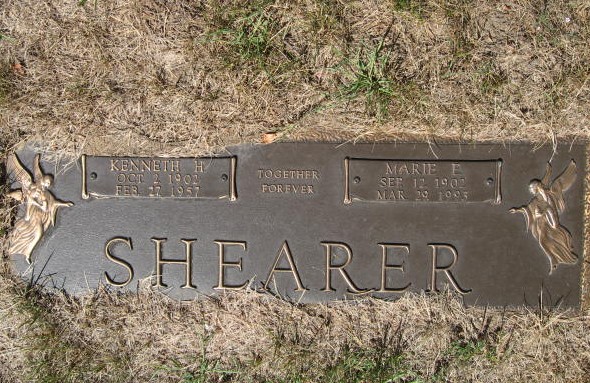 KENNETH H.
OCT 2 1902
FEB 27 1957
TOGETHER
FOREVER
MARIE E.
SEP 12 1902
MAR 29 1993
SHEARER